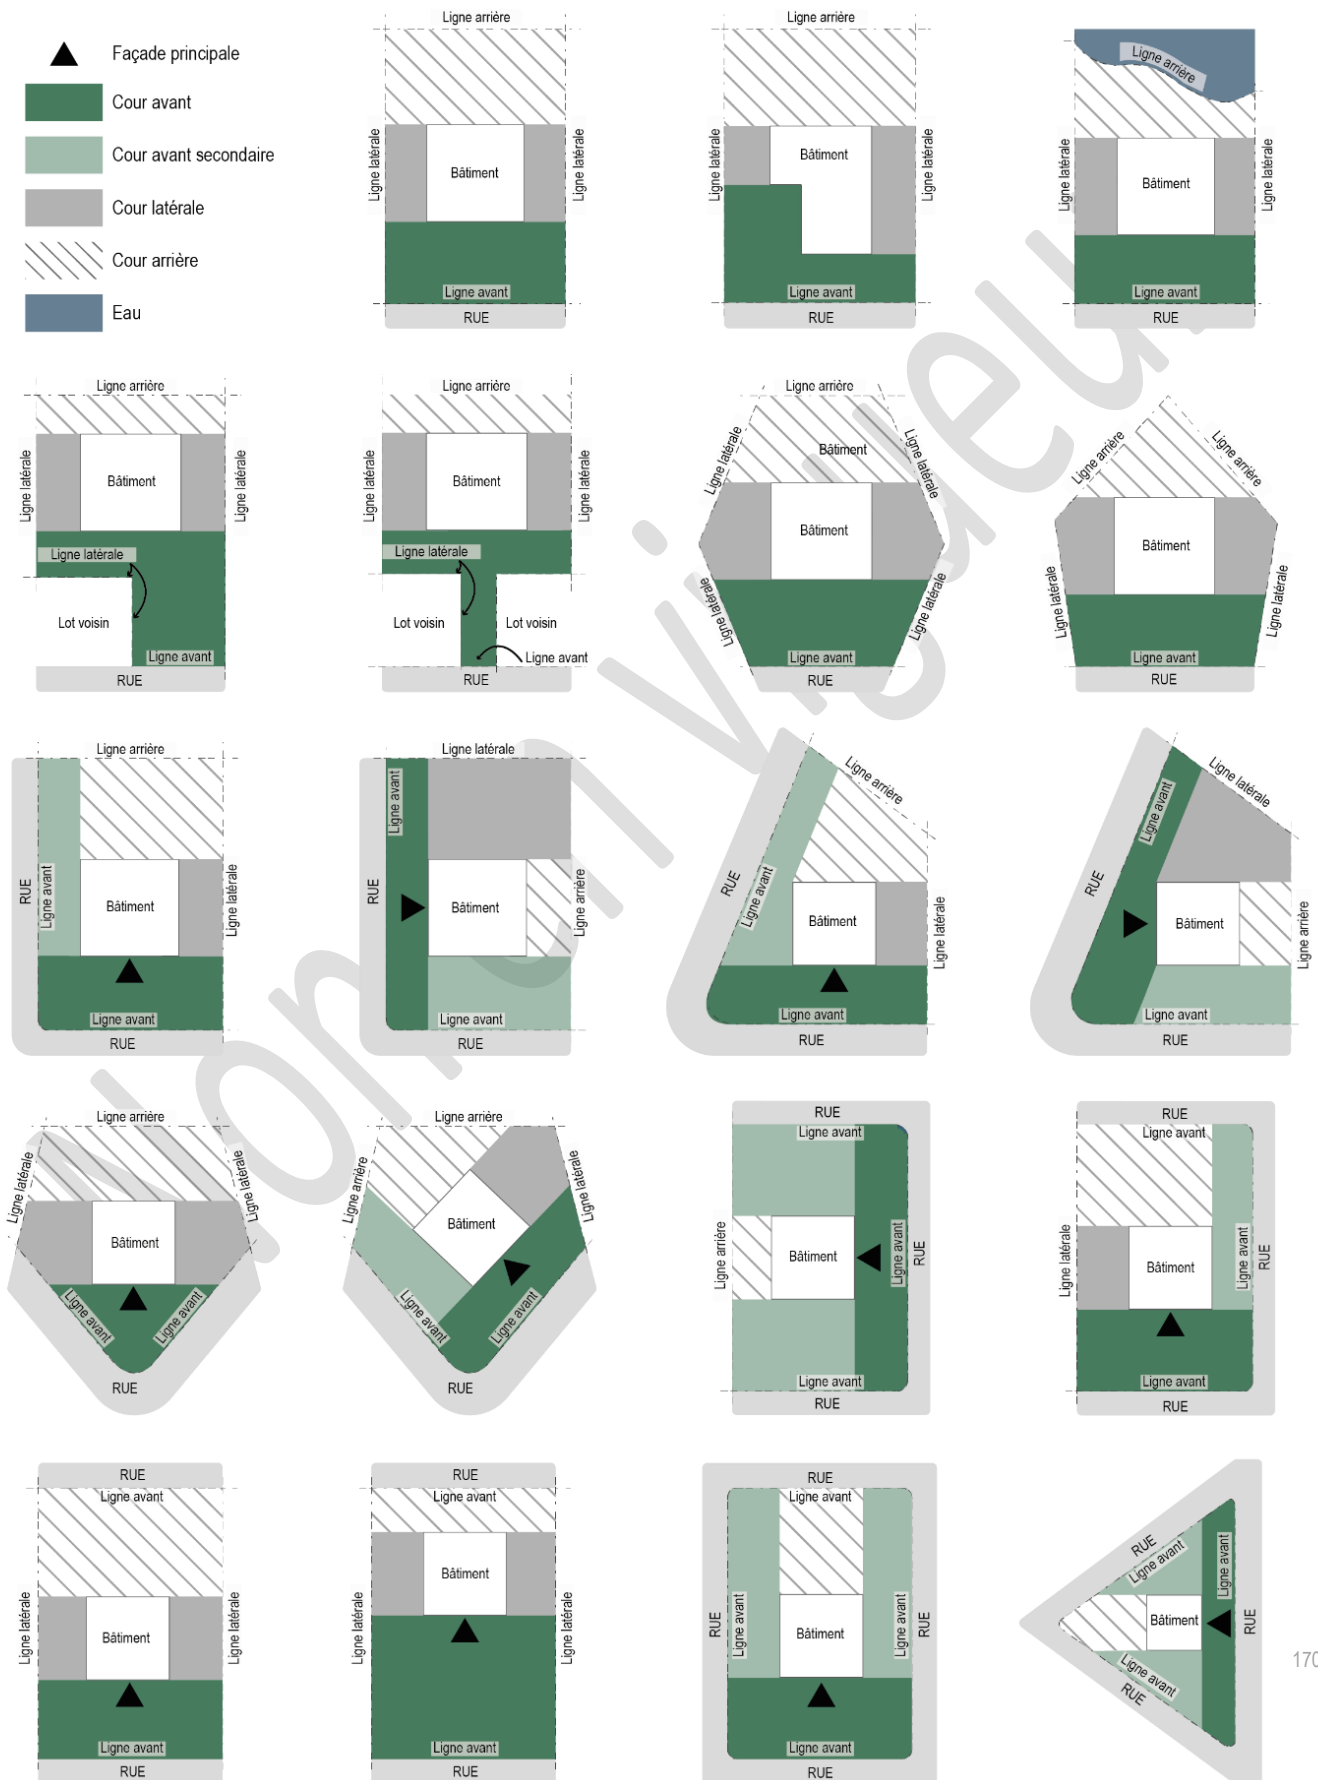 Façade principale
Cour avant
Cour avant secondaire
Cour latérale
Cour arrière
Eau
Ligne arrière
Ligne latérale
Bâtiment
Ligne latérale
Ligne avant
RUE
Ligne arrière
Ligne latérale
Bâtiment
Ligne latérale
Ligne avant
RUE
Ligne arrière
Ligne latérale
Bâtiment
Ligne latérale
Ligne avant
RUE
Ligne arrière
Ligne latérale
Bâtiment
Ligne latérale
Ligne latérale
Lot voisin
Ligne avant
RUE
Ligne arrière
Ligne latérale
Bâtiment
Ligne latérale
Ligne latérale
Lot voisin
Lot voisin
Ligne avant
RUE
Ligne arrière
Ligne latérale
Bâtiment
Ligne latérale
Bâtiment
Ligne latérale
Ligne latérale
Ligne avant
RUE
Ligne arrière
Ligne arrière
Bâtiment
Ligne latérale
Ligne latérale
Ligne avant
RUE
Ligne arrière
RUE
Ligne avant
Bâtiment
Ligne latérale
Ligne avant
RUE
Ligne latérale
Ligne avant
RUE
Bâtiment
Ligne arrière
Ligne avant
RUE
Ligne arrière
RUE
Ligne avant
Bâtiment
Ligne latérale
Ligne avant
RUE
Ligne latérale
Ligne avant
RUE
Bâtiment
Ligne arrière
Ligne avant
RUE
Ligne arrière
Ligne latérale
Ligne latérale
Bâtiment
Ligne avant
Ligne avant
RUE
Ligne arrière
Ligne arrière
Ligne latérale
Bâtiment
Ligne avant
Ligne avant
RUE
RUE
Ligne avant
Ligne arrière
Bâtiment
Ligne avant
RUE
Ligne avant
RUE
RUE
Ligne avant
Ligne latérale
Bâtiment
Ligne avant
RUE
Ligne avant
RUE
RUE
Ligne avant
Ligne latérale
Bâtiment
Ligne latérale
Ligne avant
RUE
RUE
Ligne avant
Ligne latérale
Bâtiment
Ligne latérale
Ligne avant
RUE
RUE
Ligne avant
RUE
Ligne avant
Bâtiment
Ligne avant
RUE
Ligne avant
RUE
RUE
Ligne avant
Bâtiment
Ligne avant
RUE
Ligne avant
RUE
170
Non en vigueur